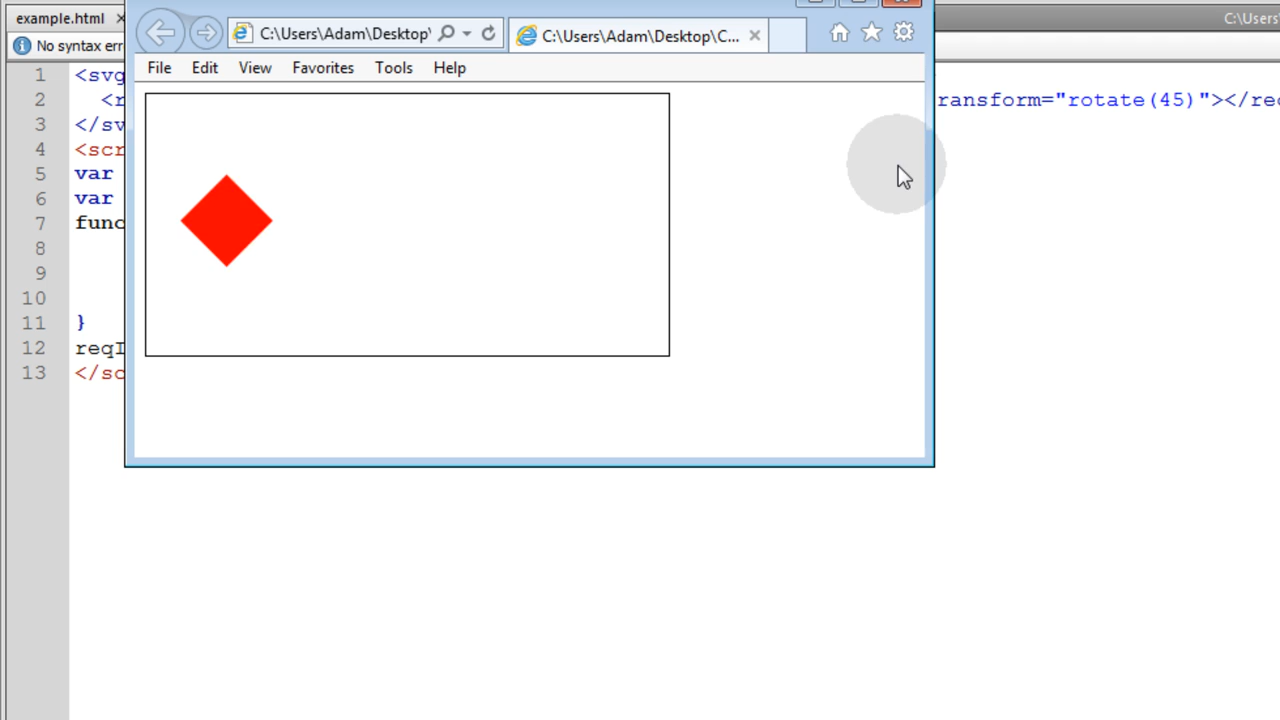 example.html
C:\Users
No syntax err
C:\Users\Adam\Desktop\
C:\Users\Adam\Desktop\C...
File Edit View Favorites Tools Help
1 <svg
2 <r ransform="rotate(45)"></rec
3 </sv
4 <scr
5 var
6 var
7 func
8
9
10
11 }
12 reqI
13 </sc